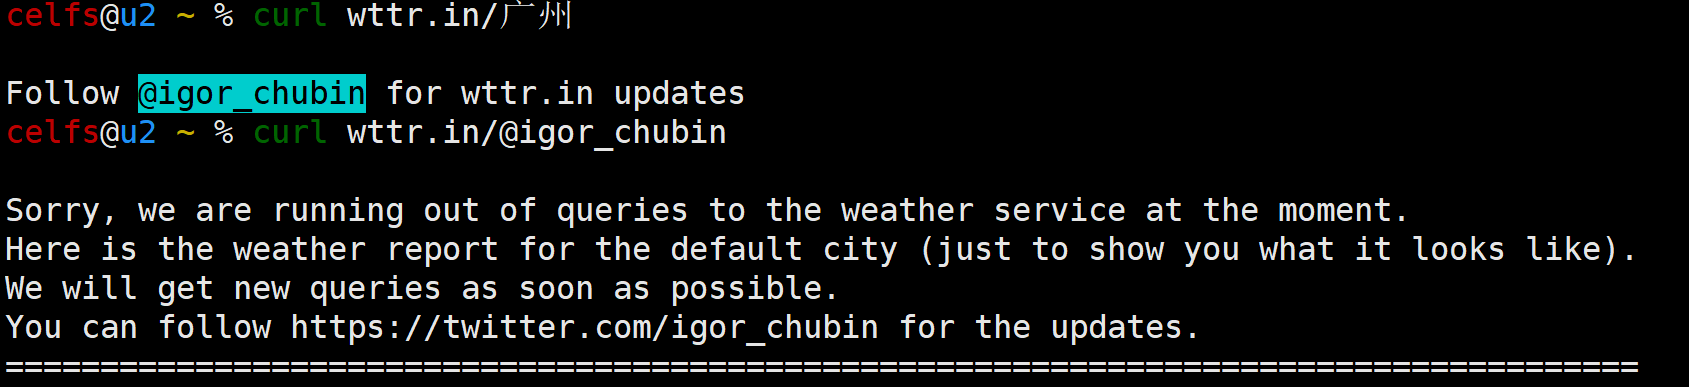 celfs@u2 ~ % curl wttr.in/广州
Follow @igor_chubin for wttr.in updates
celfs@u2 ~ % curl wttr.in/@igor_chubin
Sorry, we are running out of queries to the weather service at the moment.
Here is the weather report for the default city (just to show you what it looks like).
We will get new queries as soon as possible.
You can follow https://twitter.com/igor_chubin for the updates.
======================================================================================